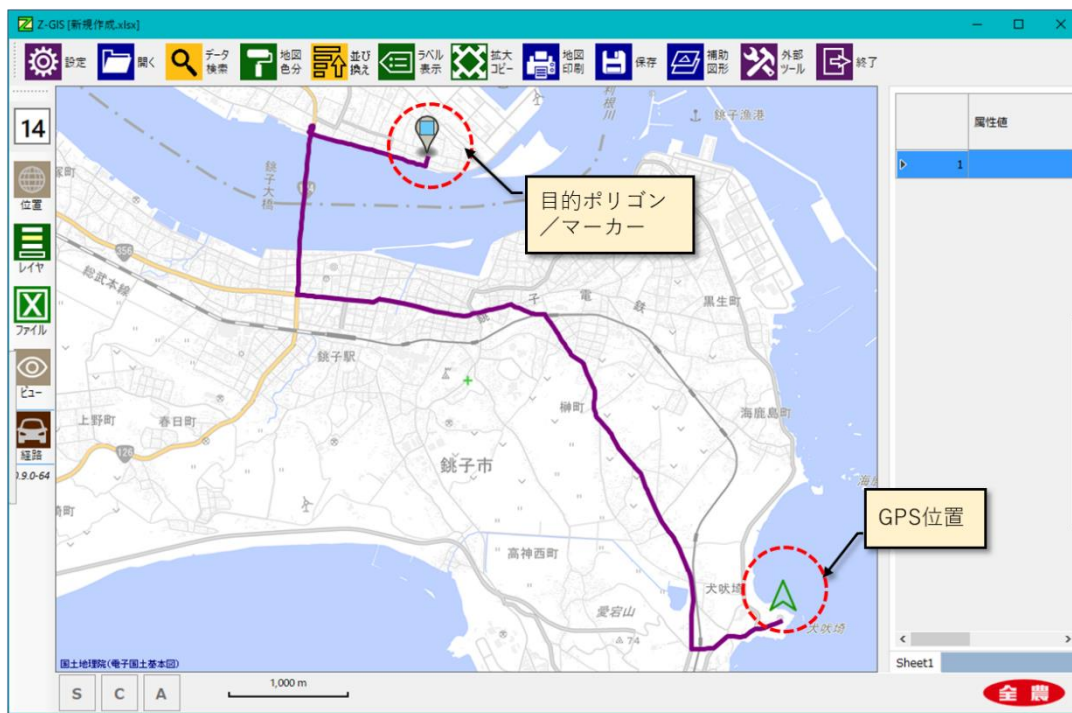 Z-GIS [新規作成.xlsx]
設定
開く
データ
検索
地図
色分
並び
換え
ラベル
表示
拡大
コピー
地図
印刷
保存
補助
図形
外部
ツール
終了
14
位置
レイヤ
ファイル
ビュー
経路
9.9.0-64
利根川
銚子漁港
銚子大橋
124
目的ポリゴン
／マーカー
属性値
1
356
総武本線
銚子電鉄
黒生町
銚子駅
榊町
海鹿島町
上野町
春日町
126
銚子市
GPS位置
高神西町
犬吠埼
愛宕山
74
犬吠埼
国土地理院(電子国土基本図)
Sheet1
S
C
A
1,000 m
全農